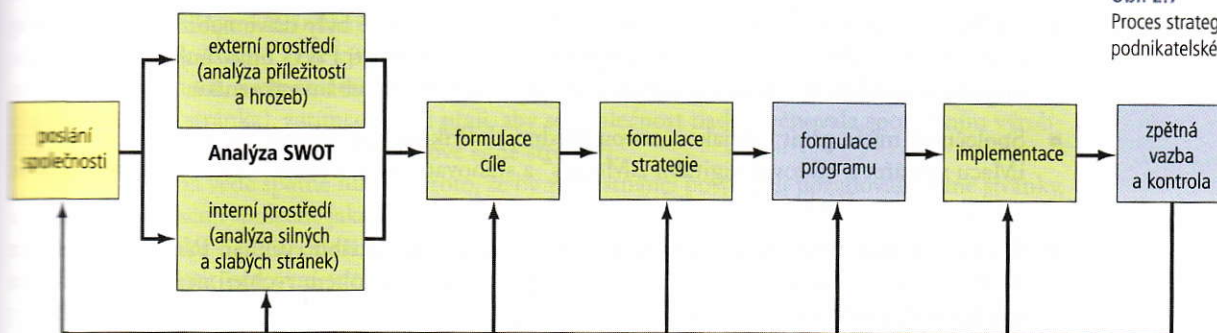 Proces strateg
podnikatelské
externí prostředí
(analýza příležitostí
a hrozeb)
poslání
společnosti
Analýza SWOT
interní prostředí
(analýza silných
a slabých stránek)
formulace
cíle
formulace
strategie
formulace
programu
implementace
zpětná
vazba
a kontrola